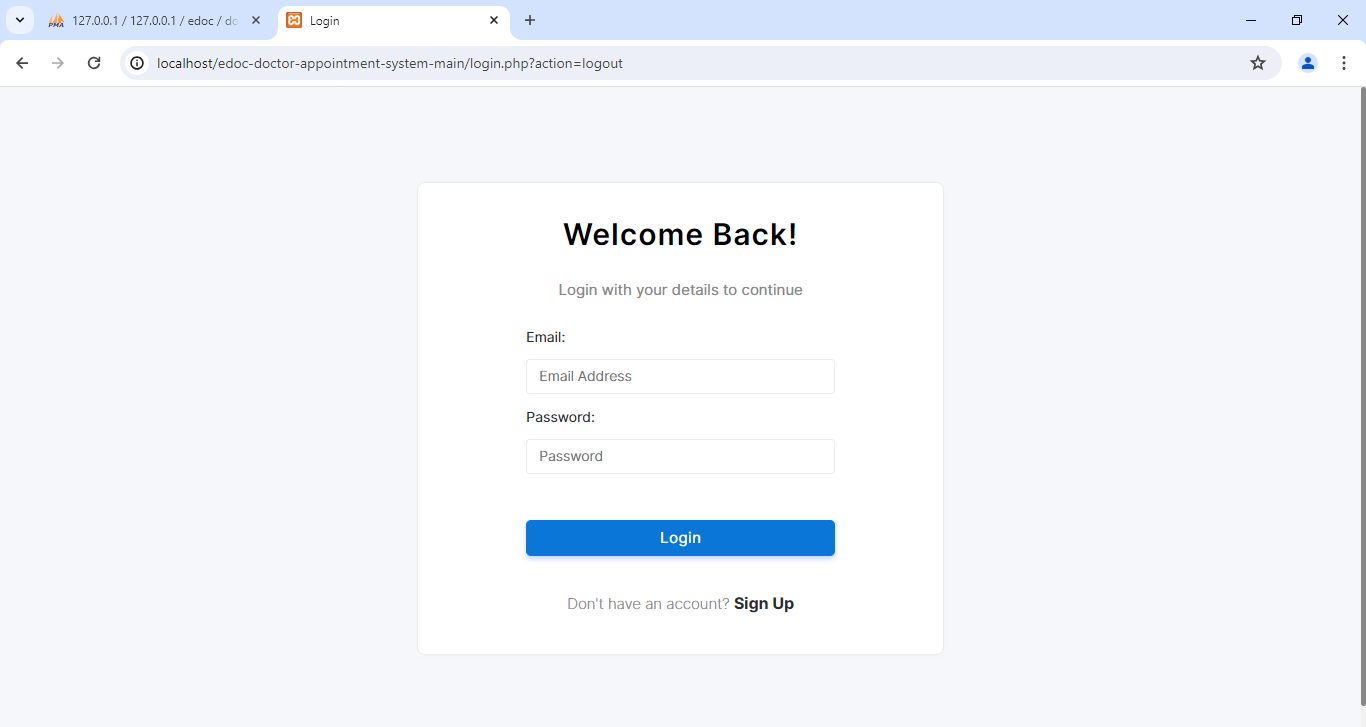 127.0.0.1 / 127.0.0.1 / edoc / do
Login
localhost/edoc-doctor-appointment-system-main/login.php?action=logout
Welcome Back!
Login with your details to continue
Email:
Email Address
Password:
Password
Login
Don't have an account? Sign Up